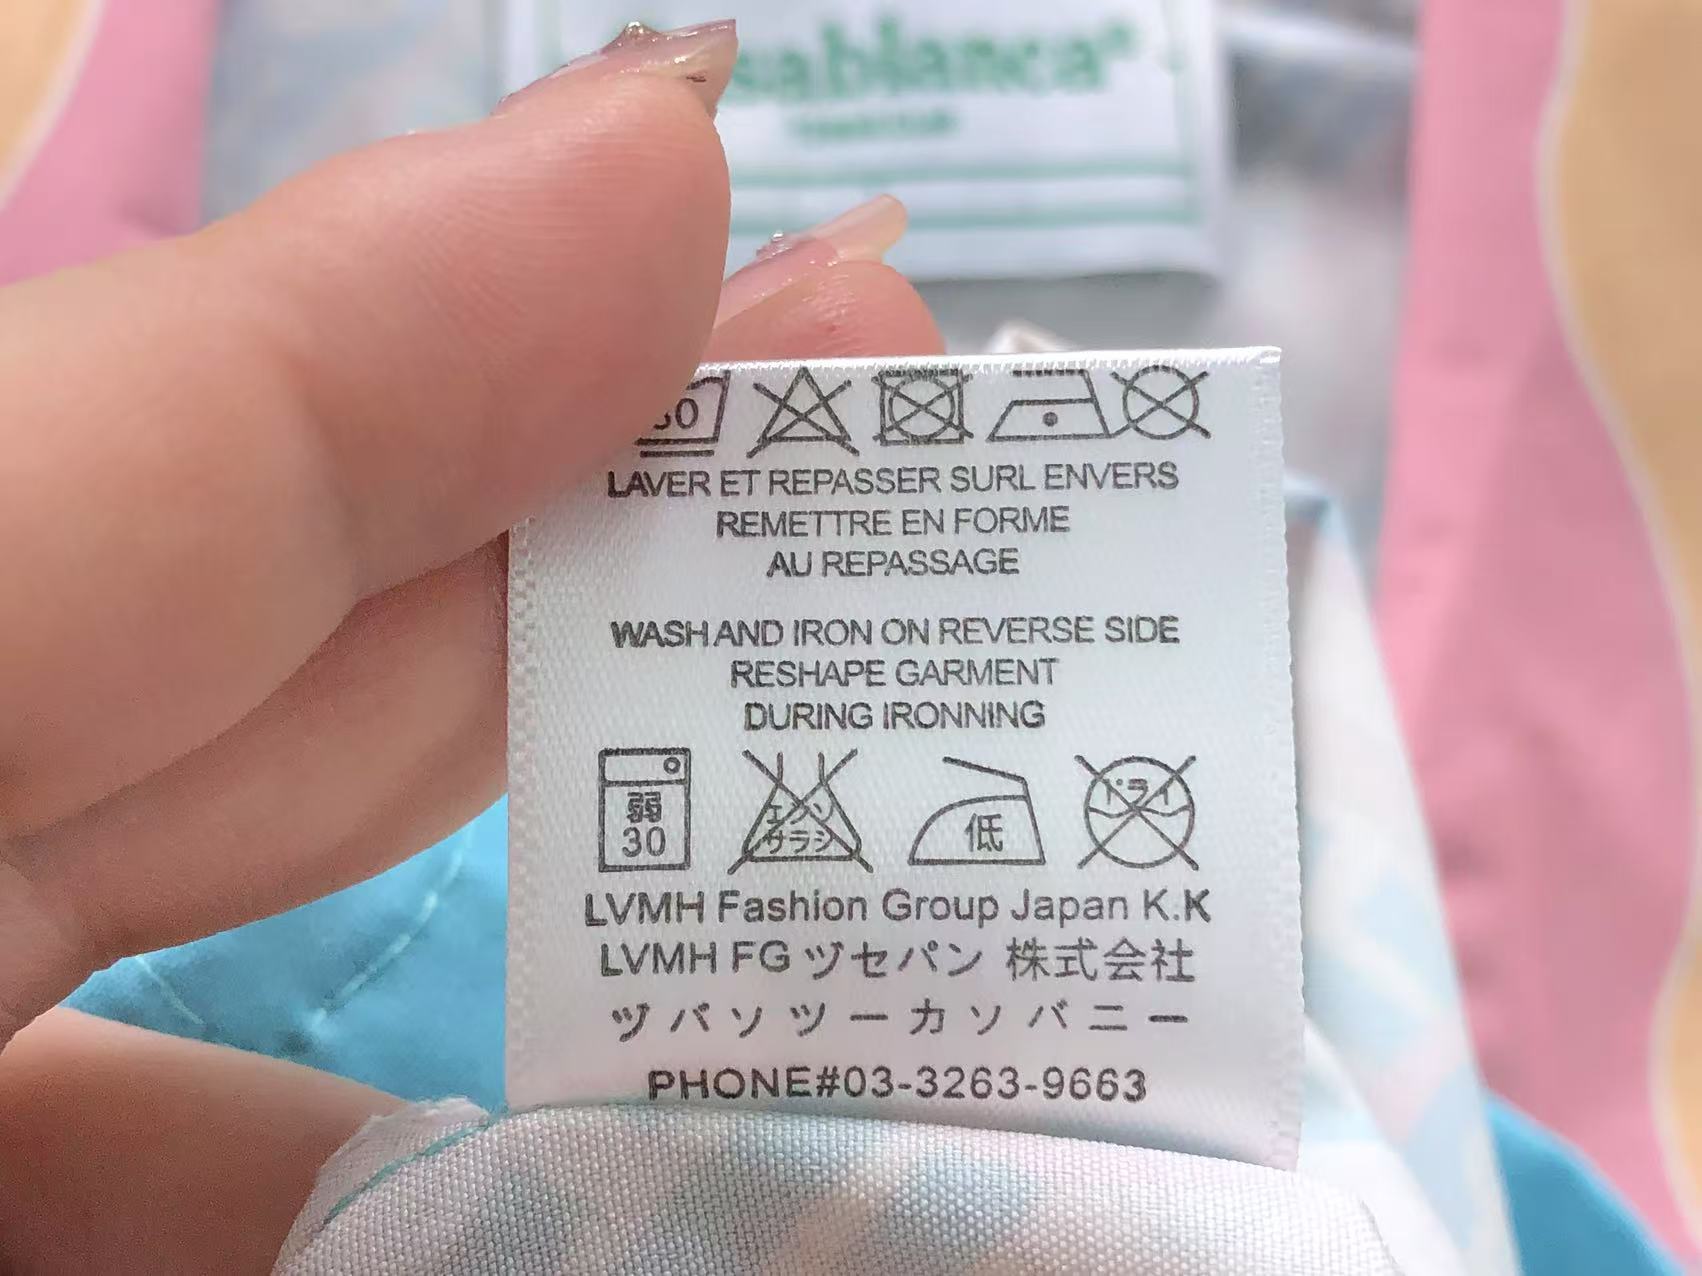 sablanca
30
LAVER ET REPASSER SURL ENVERS
REMETTRE EN FORME
AU REPASSAGE
WASH AND IRON ON REVERSE SIDE
RESHAPE GARMENT
DURING IRONNING
弱
30
エンソ
サラシ
低
ドライ
LVMH Fashion Group Japan K.K
LVMH FG ヅセパン 株式会社
ヅバソツーカソバニー
PHONE#03-3263-9663